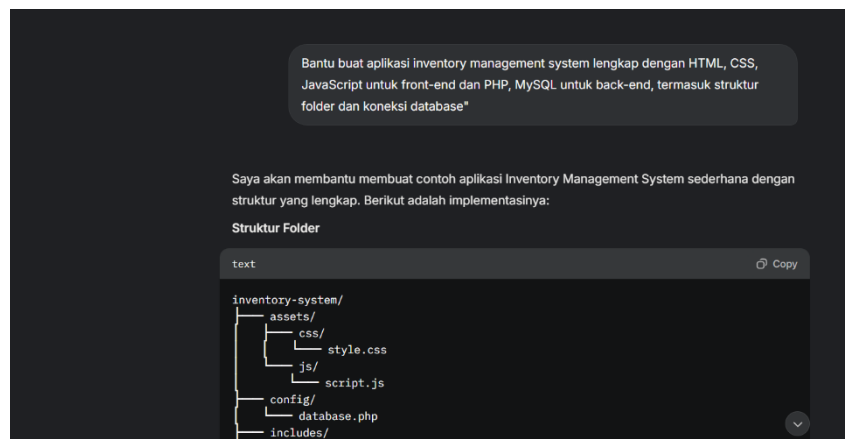 Bantu buat aplikasi inventory management system lengkap dengan HTML, CSS,
JavaScript untuk front-end dan PHP, MySQL untuk back-end, termasuk struktur
folder dan koneksi database"
Saya akan membantu membuat contoh aplikasi Inventory Management System sederhana dengan
struktur yang lengkap. Berikut adalah implementasinya:
Struktur Folder
text Copy
inventory-system/
├── assets/
│   ├── css/
│   │   └── style.css
│   └── js/
│       └── script.js
├── config/
│   └── database.php
├── includes/